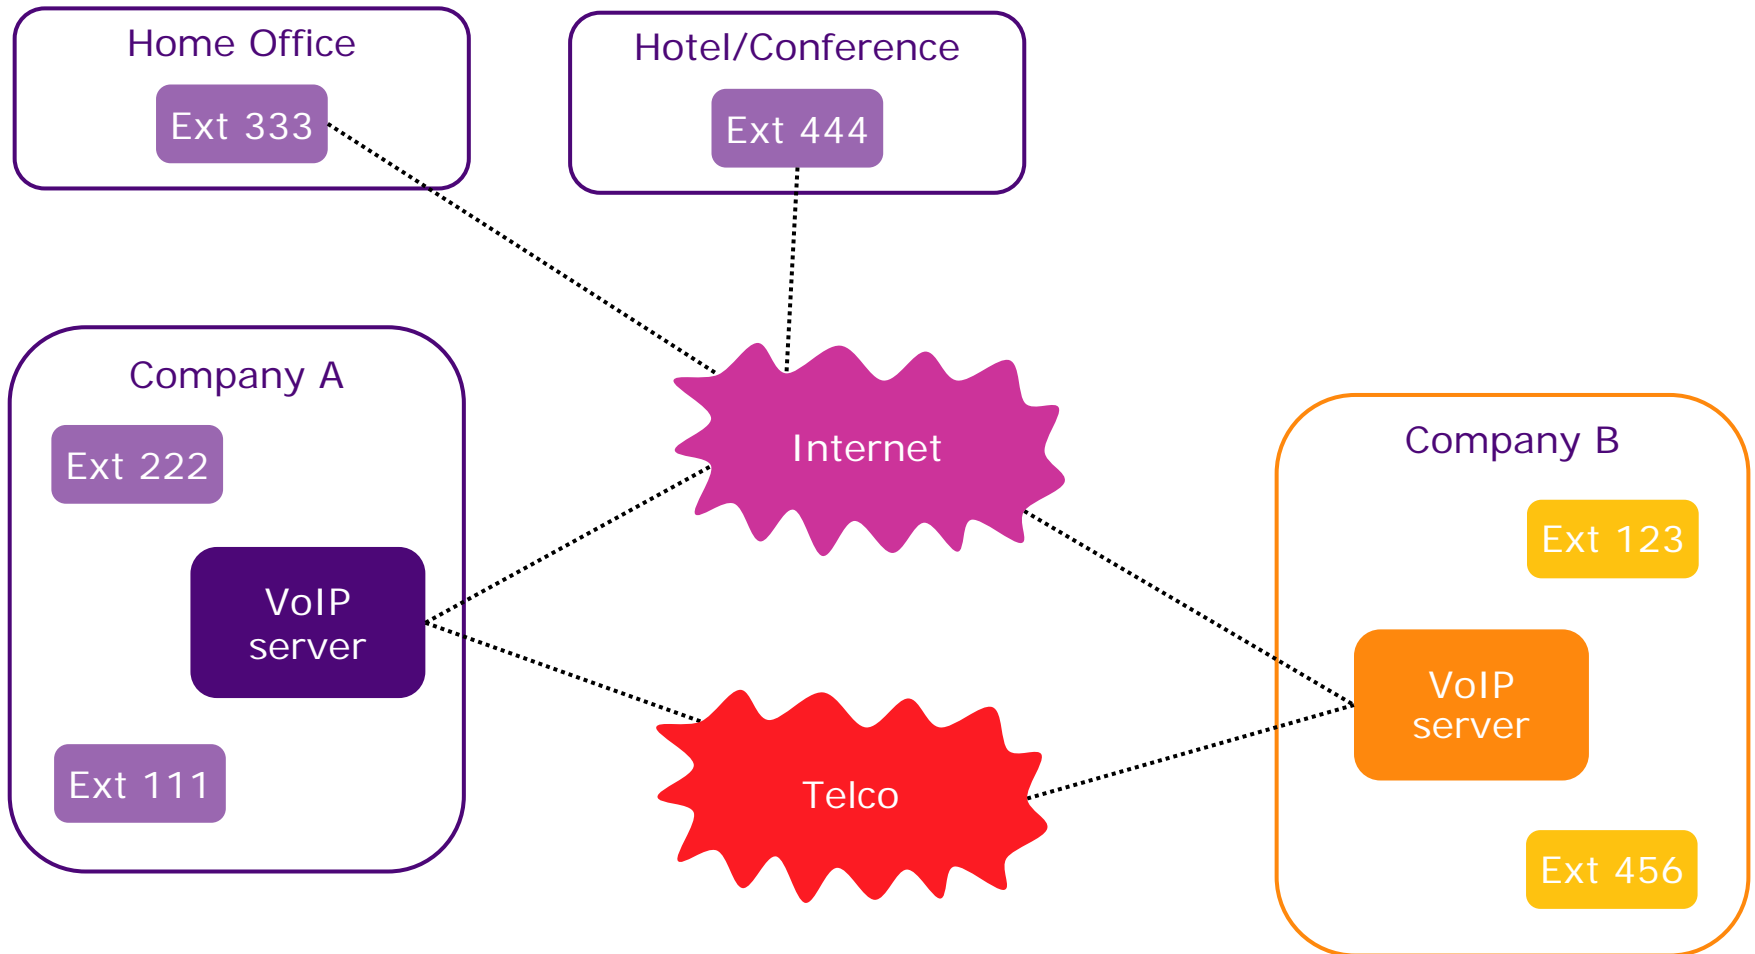 Home Office
Ext 333
Hotel/Conference
Ext 444
Company A
Ext 222
VoIP
server
Ext 111
Internet
Telco
Company B
Ext 123
VoIP
server
Ext 456